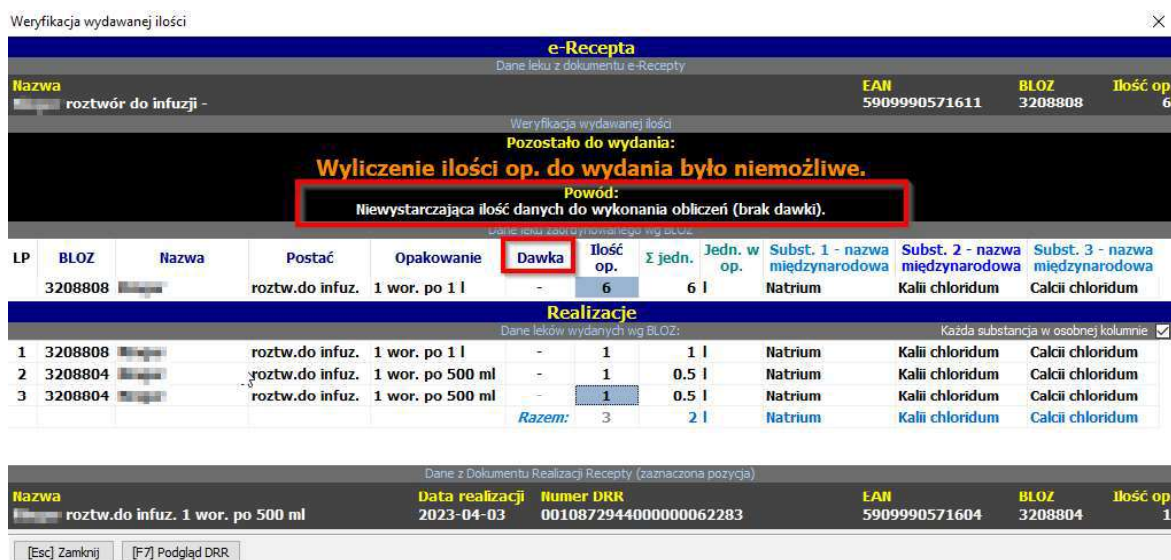 Weryfikacja wydawanej ilości
e-Recepta
Dane leku z dokumentu e-Recepty
Nazwa EAN BLOZ Ilość op
roztwór do infuzji - 5909990571611 3208808 6
Weryfikacja wydawanej ilości
Pozostało do wydania:
Wyliczenie ilości op. do wydania było niemożliwe.
Powód:
Niewystarczająca ilość danych do wykonania obliczeń (brak dawki).
Dane leku zaordynowanego wg BLOZ
LP BLOZ Nazwa Postać Opakowanie Dawka Ilość op. Σ jedn. Jedn. w op. Subst. 1 - nazwa międzynarodowa Subst. 2 - nazwa międzynarodowa Subst. 3 - nazwa międzynarodowa
3208808 roztw.do infuz. 1 wor. po 1 l - 6 6 l Natrium Kalii chloridum Calcii chloridum
Realizacje
Dane leków wydanych wg BLOZ: Każda substancja w osobnej kolumnie
1 3208808 roztw.do infuz. 1 wor. po 1 l - 1 1 l Natrium Kalii chloridum Calcii chloridum
2 3208804 roztw.do infuz. 1 wor. po 500 ml - 1 0.5 l Natrium Kalii chloridum Calcii chloridum
3 3208804 roztw.do infuz. 1 wor. po 500 ml - 1 0.5 l Natrium Kalii chloridum Calcii chloridum
Razem: 3 2 l Natrium Kalii chloridum Calcii chloridum
Dane z Dokumentu Realizacji Recepty (zaznaczona pozycja)
Nazwa Data realizacji Numer DRR EAN BLOZ Ilość op
roztw.do infuz. 1 wor. po 500 ml 2023-04-03 0010872944000000062283 5909990571604 3208804 1
[Esc] Zamknij [F7] Podgląd DRR